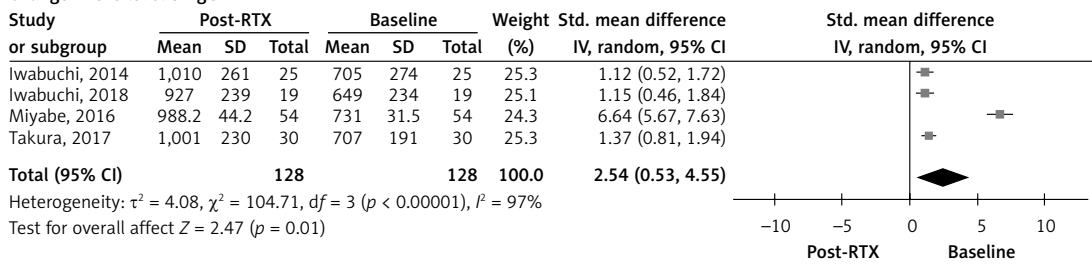 Study Post-RTX Baseline Weight Std. mean difference Std. mean difference
or subgroup Mean SD Total Mean SD Total (%) IV, random, 95% CI IV, random, 95% CI
Iwabuchi, 2014 1,010 261 25 705 274 25 25.3 1.12 (0.52, 1.72)
Iwabuchi, 2018 927 239 19 649 234 19 25.1 1.15 (0.46, 1.84)
Miyabe, 2016 988.2 44.2 54 731 31.5 54 24.3 6.64 (5.67, 7.63)
Takura, 2017 1,001 230 30 707 191 30 25.3 1.37 (0.81, 1.94)
Total (95% CI) 128 128 100.0 2.54 (0.53, 4.55)
Heterogeneity: τ² = 4.08, χ² = 104.71, df = 3 (p < 0.00001), I² = 97%
Test for overall affect Z = 2.47 (p = 0.01)
−10 −5 0 5 10
Post-RTX Baseline